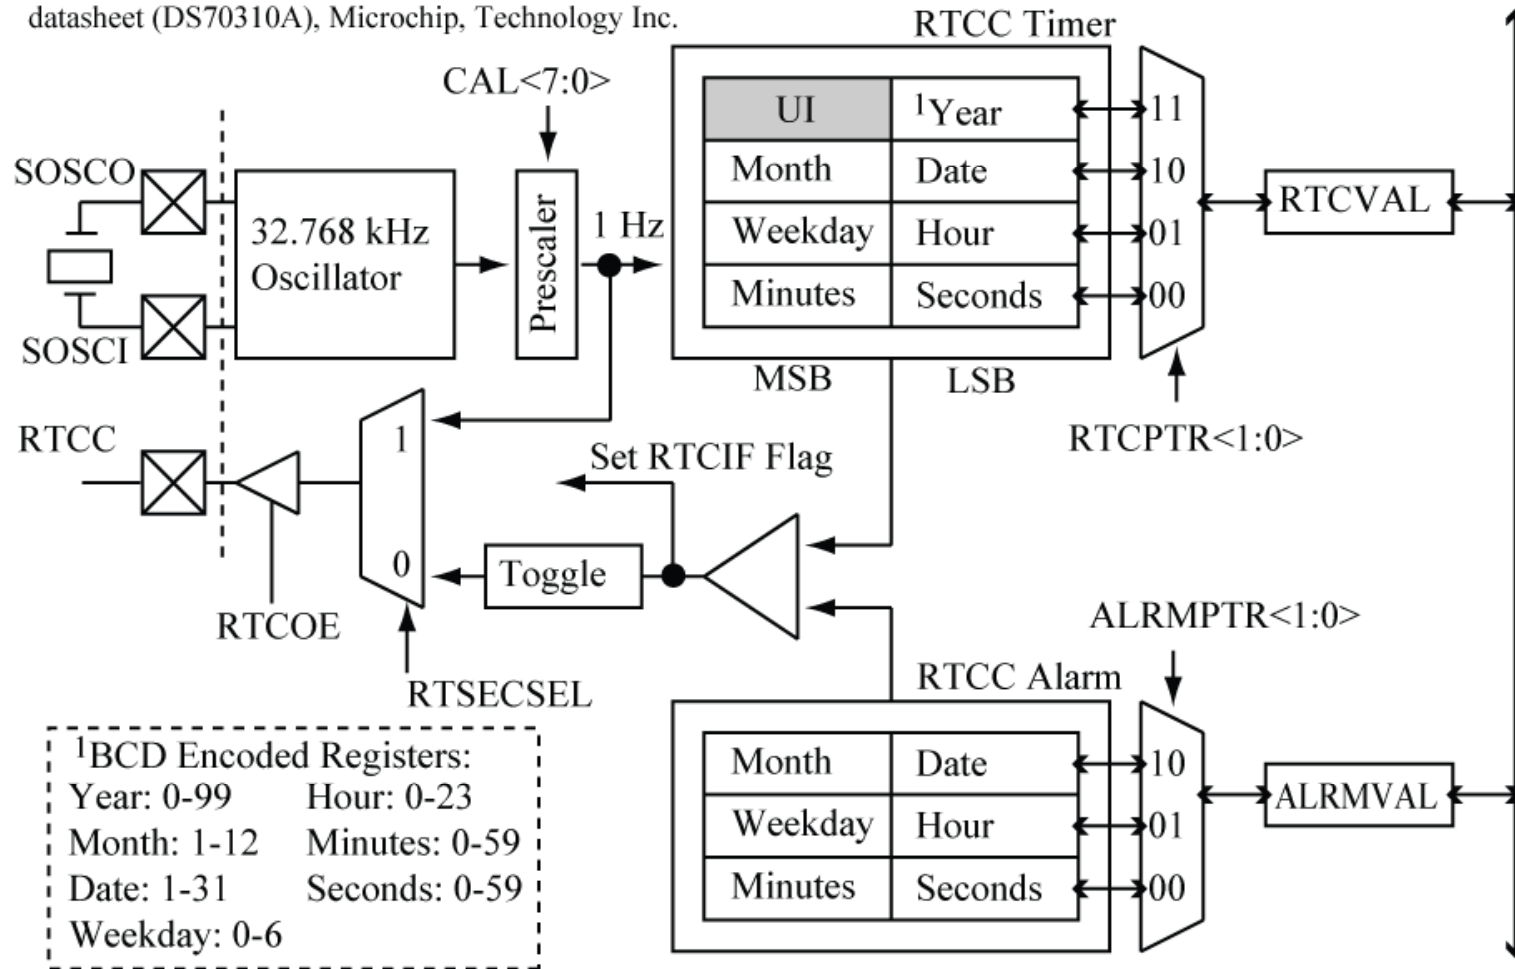 datasheet (DS70310A), Microchip, Technology Inc.
RTCC Timer
CAL<7:0>
UI
¹Year
11
SOSCO
Month
Date
10
RTCVAL
32.768 kHz
Oscillator
Prescaler
1 Hz
Weekday
Hour
01
Minutes
Seconds
00
SOSCI
MSB
LSB
RTCC
1
RTCPTR<1:0>
Set RTCIF Flag
0
Toggle
RTCOE
ALRMPTR<1:0>
RTSECSEL
RTCC Alarm
Month
Date
10
ALRMVAL
Weekday
Hour
01
Minutes
Seconds
00
¹BCD Encoded Registers:
Year: 0-99 Hour: 0-23
Month: 1-12 Minutes: 0-59
Date: 1-31 Seconds: 0-59
Weekday: 0-6